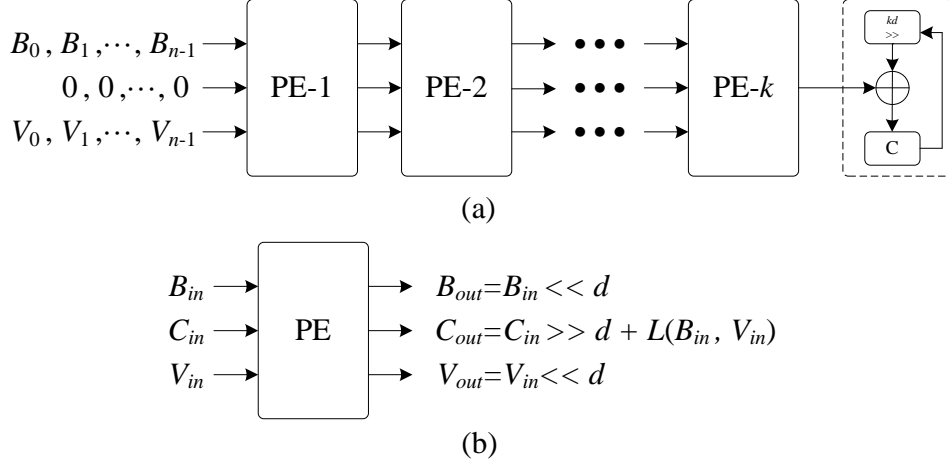 B0, B1,⋯, Bn-1
0 , 0 ,⋯, 0
V0, V1,⋯, Vn-1
PE-1
PE-2
PE-k
kd
>>
C
(a)
Bin
Cin
Vin
PE
Bout=Bin << d
Cout=Cin >> d + L(Bin, Vin)
Vout=Vin<< d
(b)